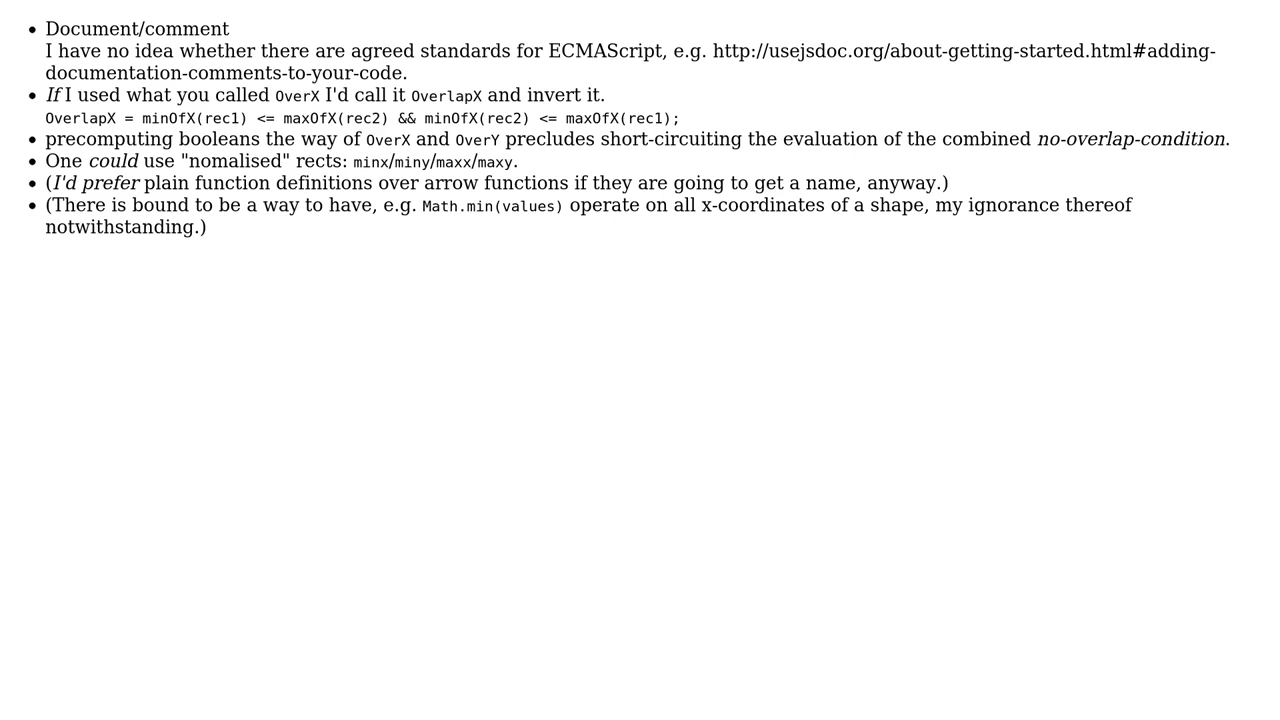 • Document/comment
I have no idea whether there are agreed standards for ECMAScript, e.g. http://usejsdoc.org/about-getting-started.html#adding-
documentation-comments-to-your-code.
• If I used what you called OverX I'd call it OverlapX and invert it.
OverlapX = minOfX(rec1) <= maxOfX(rec2) && minOfX(rec2) <= maxOfX(rec1);
• precomputing booleans the way of OverX and OverY precludes short-circuiting the evaluation of the combined no-overlap-condition.
• One could use "nomalised" rects: minx/miny/maxx/maxy.
• (I'd prefer plain function definitions over arrow functions if they are going to get a name, anyway.)
• (There is bound to be a way to have, e.g. Math.min(values) operate on all x-coordinates of a shape, my ignorance thereof
notwithstanding.)